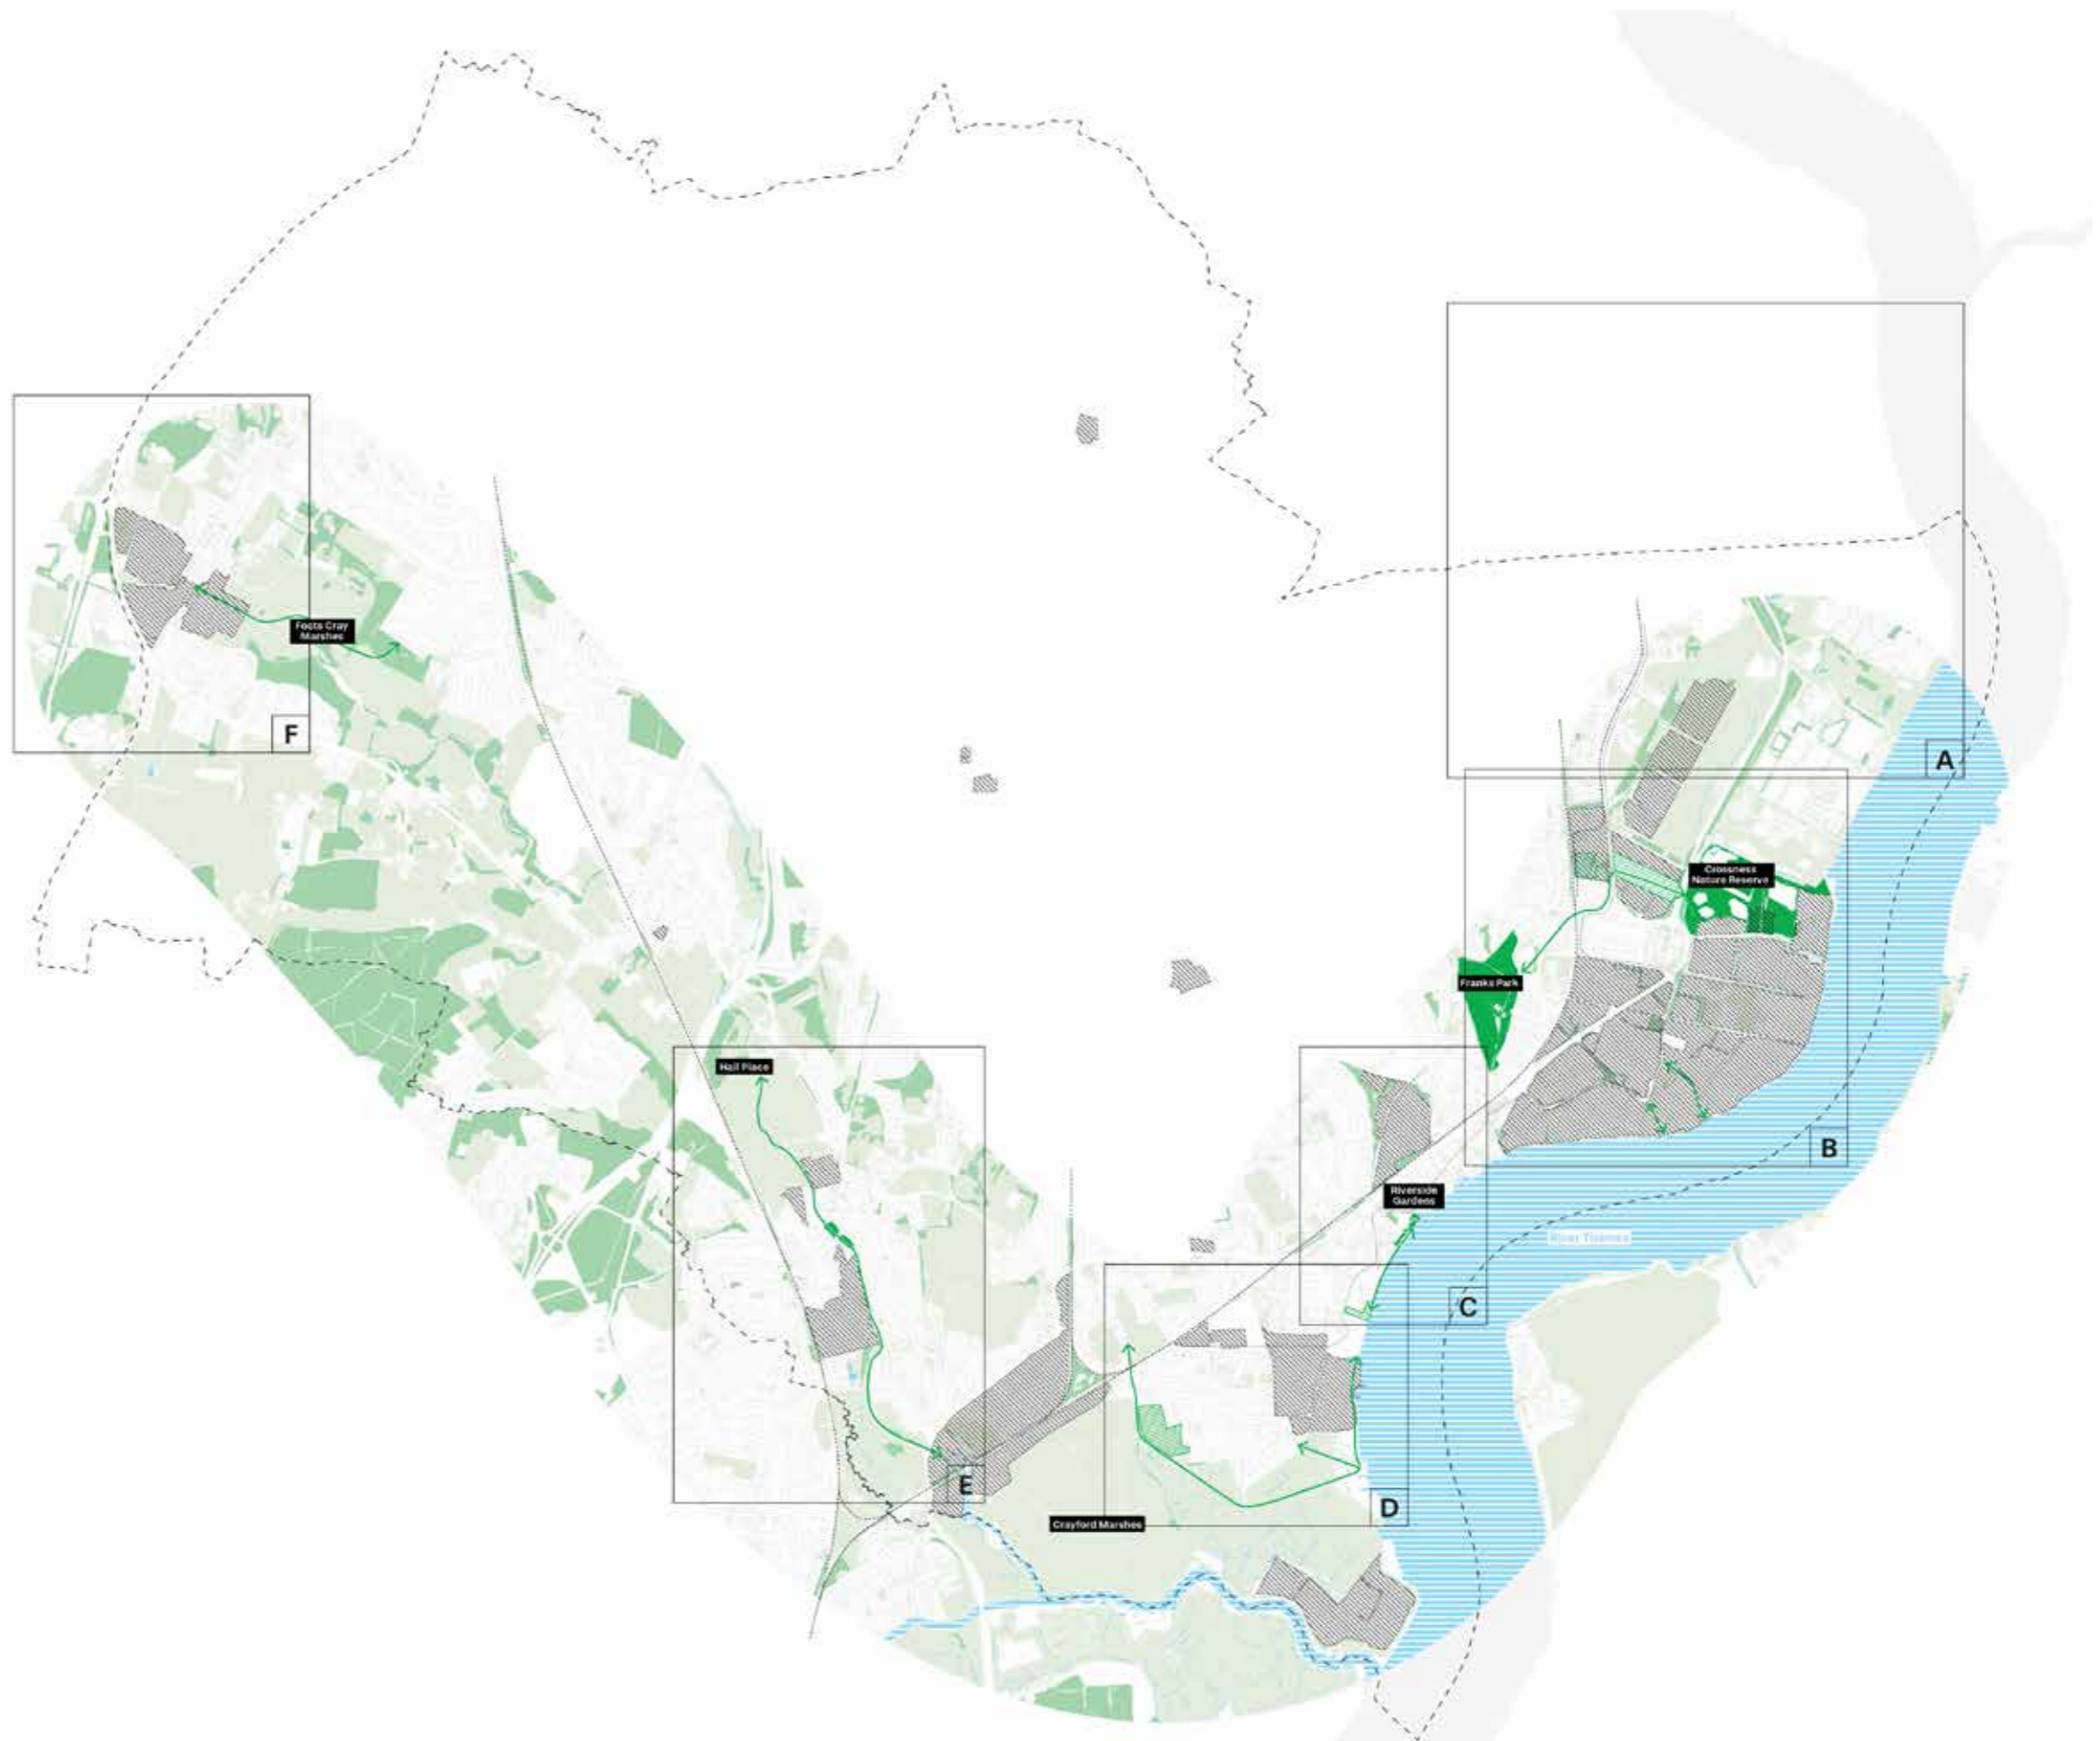 Foots Cray
Marshes
F
A
Crossness
Nature Reserve
Franks Park
Hall Place
B
Riverside
Gardens
River Thames
C
E
D
Crayford Marshes